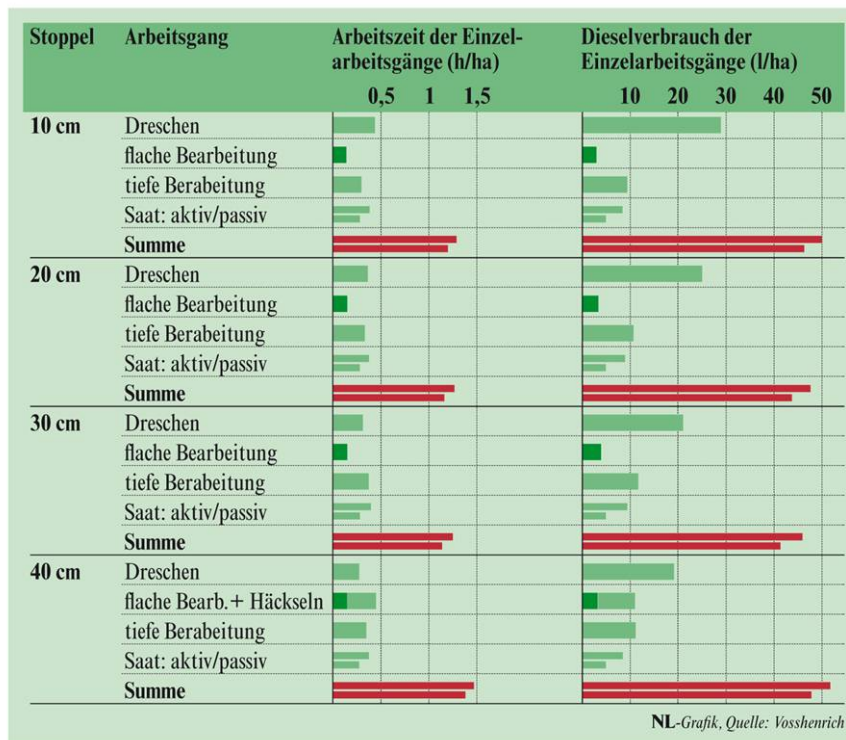 Stoppel Arbeitsgang Arbeitszeit der Einzel- Dieselverbrauch der
arbeitsgänge (h/ha) Einzelarbeitsgänge (l/ha)
0,5 1 1,5 10 20 30 40 50
10 cm Dreschen
flache Bearbeitung
tiefe Berabeitung
Saat: aktiv/passiv
Summe
20 cm Dreschen
flache Bearbeitung
tiefe Berabeitung
Saat: aktiv/passiv
Summe
30 cm Dreschen
flache Bearbeitung
tiefe Berabeitung
Saat: aktiv/passiv
Summe
40 cm Dreschen
flache Bearb.+ Häckseln
tiefe Berabeitung
Saat: aktiv/passiv
Summe
NL-Grafik, Quelle: Vosshenrich